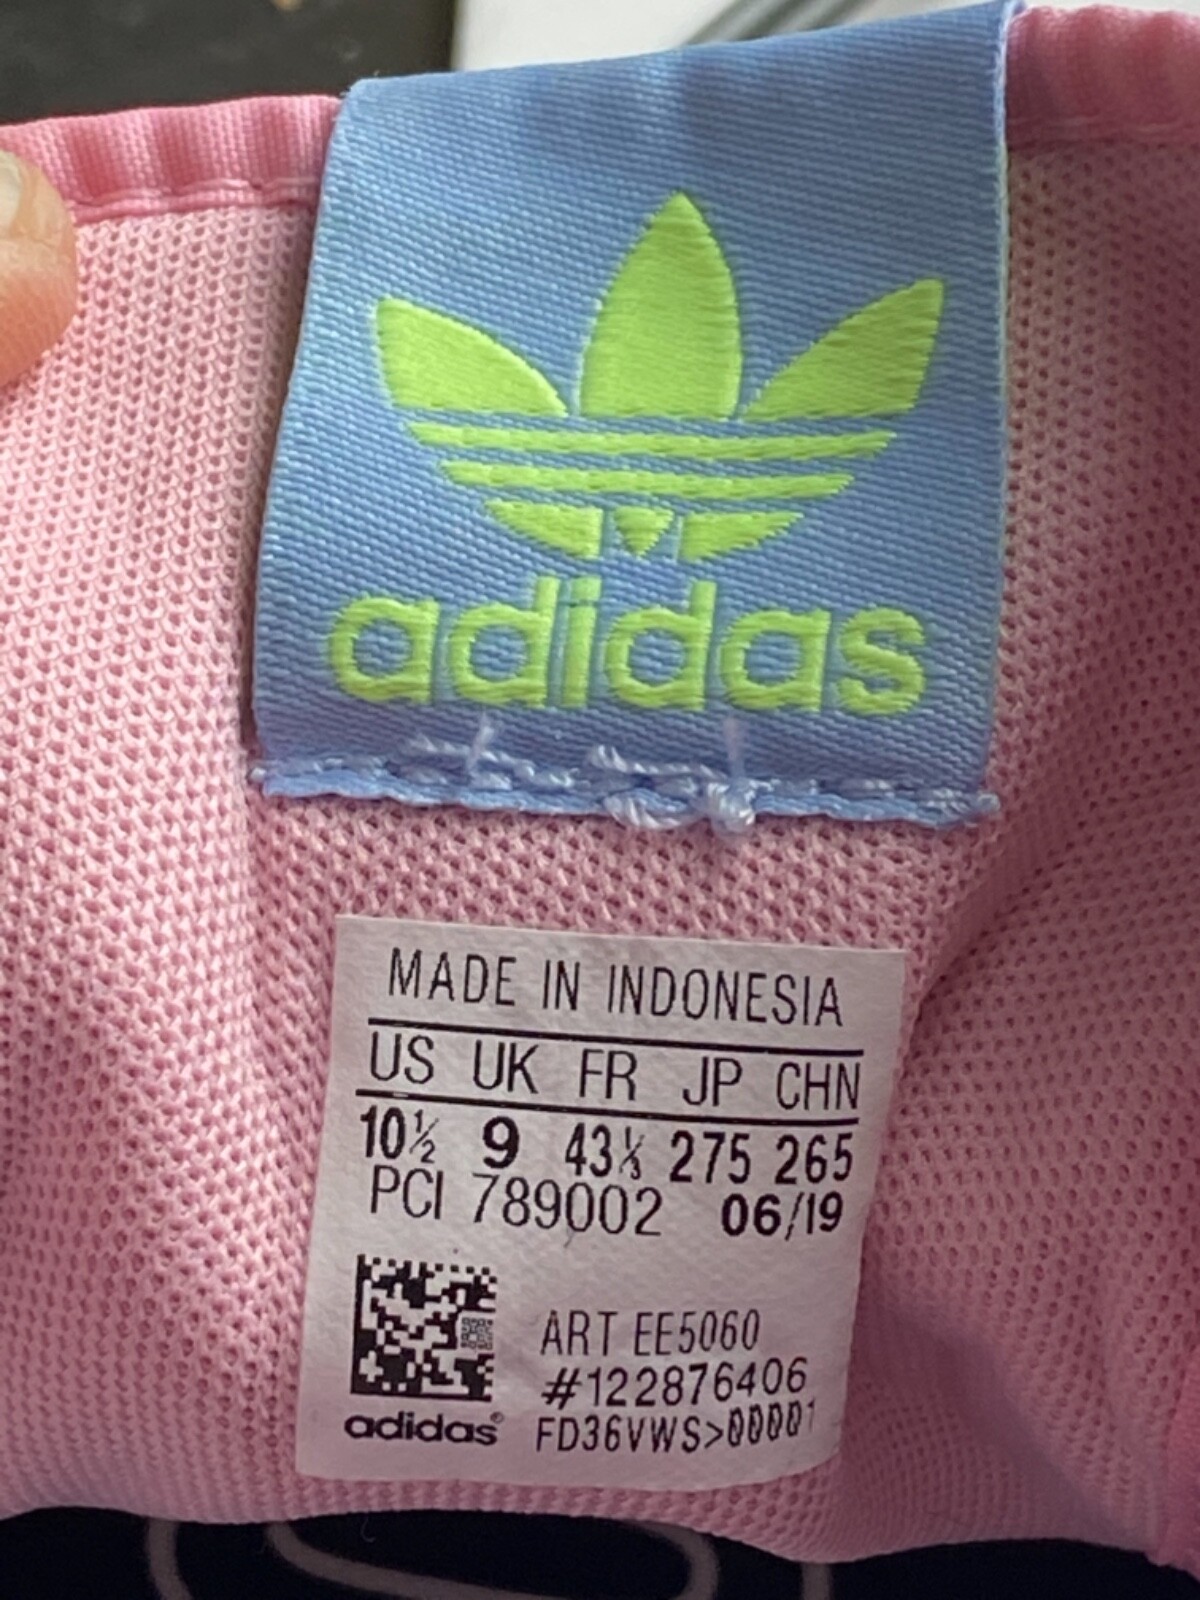 adidas
MADE IN INDONESIA
US UK FR JP CHN
10½ 9 43⅓ 275 265
PCI 789002 06/19
ART EE5060
#122876406
adidas® FD36VWS>00001